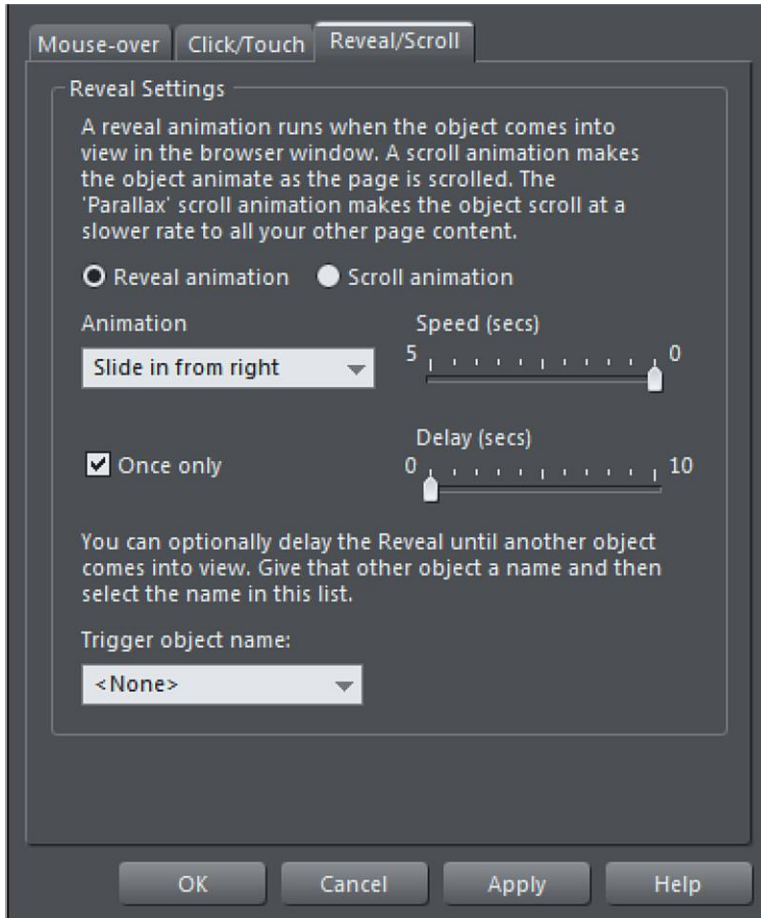 Mouse-over Click/Touch Reveal/Scroll
Reveal Settings
A reveal animation runs when the object comes into
view in the browser window. A scroll animation makes
the object animate as the page is scrolled. The
'Parallax' scroll animation makes the object scroll at a
slower rate to all your other page content.
Reveal animation Scroll animation
Animation Speed (secs)
5 0
Slide in from right
Delay (secs)
Once only 0 10
You can optionally delay the Reveal until another object
comes into view. Give that other object a name and then
select the name in this list.
Trigger object name:
<None>
OK Cancel Apply Help